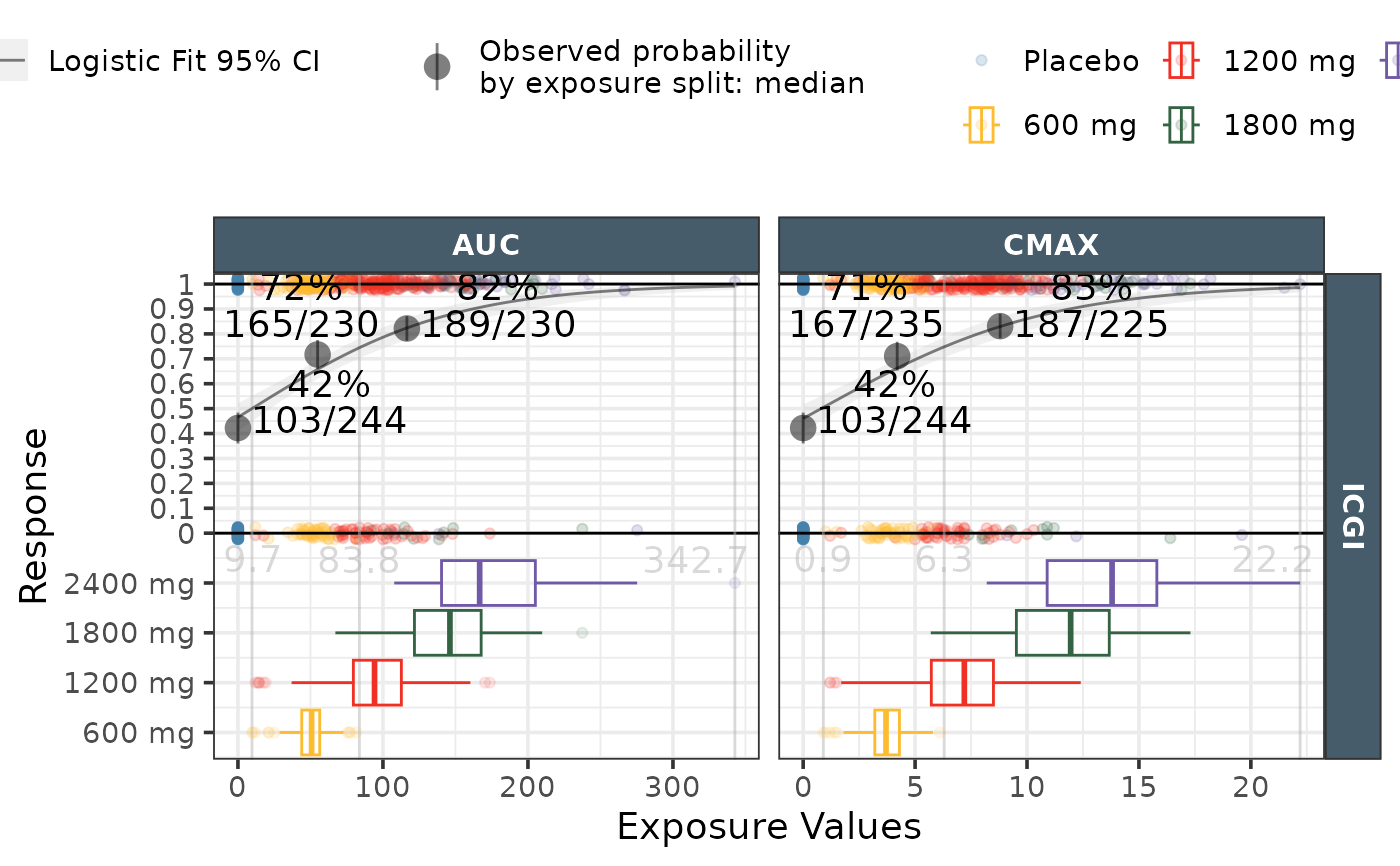 Logistic Fit 95% CI
Observed probability
by exposure split: median
Placebo
1200 mg
600 mg
1800 mg
AUC
CMAX
ICGI
Response
1
0.9
0.8
0.7
0.6
0.5
0.4
0.3
0.2
0.1
0
2400 mg
1800 mg
1200 mg
600 mg
72%
165/230
82%
189/230
42%
103/244
9.7
83.8
342.7
71%
167/235
83%
187/225
42%
103/244
0.9
6.3
22.2
0
100
200
300
0
5
10
15
20
Exposure Values